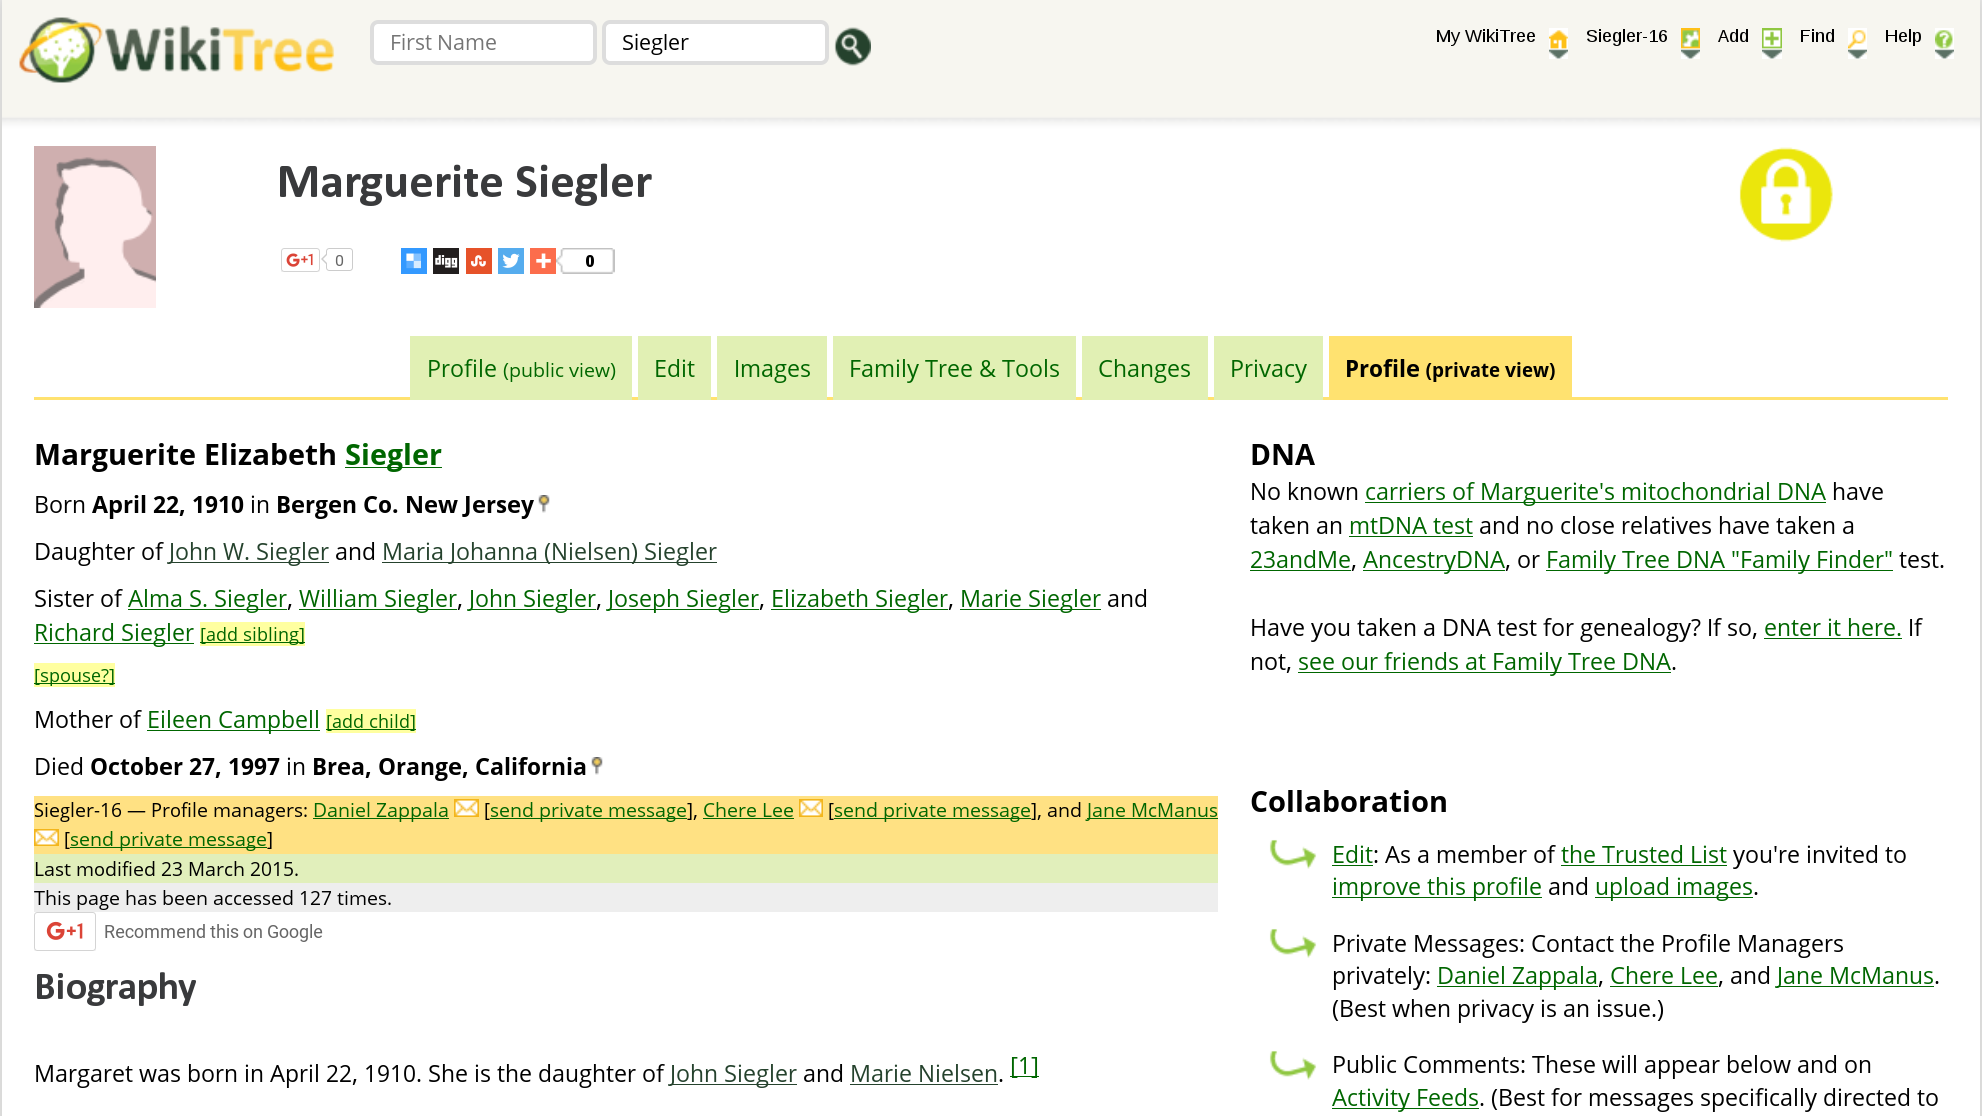 WikiTree
First Name
Siegler
My WikiTree Siegler-16 Add Find Help
Marguerite Siegler
G+1 0 digg 0
Profile (public view) Edit Images Family Tree & Tools Changes Privacy Profile (private view)
Marguerite Elizabeth Siegler
Born April 22, 1910 in Bergen Co. New Jersey
Daughter of John W. Siegler and Maria Johanna (Nielsen) Siegler
Sister of Alma S. Siegler, William Siegler, John Siegler, Joseph Siegler, Elizabeth Siegler, Marie Siegler and
Richard Siegler [add sibling]
[spouse?]
Mother of Eileen Campbell [add child]
Died October 27, 1997 in Brea, Orange, California
Siegler-16 — Profile managers: Daniel Zappala [send private message], Chere Lee [send private message], and Jane McManus
[send private message]
Last modified 23 March 2015.
This page has been accessed 127 times.
G+1 Recommend this on Google
Biography
Margaret was born in April 22, 1910. She is the daughter of John Siegler and Marie Nielsen. [1]
DNA
No known carriers of Marguerite's mitochondrial DNA have
taken an mtDNA test and no close relatives have taken a
23andMe, AncestryDNA, or Family Tree DNA "Family Finder" test.
Have you taken a DNA test for genealogy? If so, enter it here. If
not, see our friends at Family Tree DNA.
Collaboration
Edit: As a member of the Trusted List you're invited to
improve this profile and upload images.
Private Messages: Contact the Profile Managers
privately: Daniel Zappala, Chere Lee, and Jane McManus.
(Best when privacy is an issue.)
Public Comments: These will appear below and on
Activity Feeds. (Best for messages specifically directed to